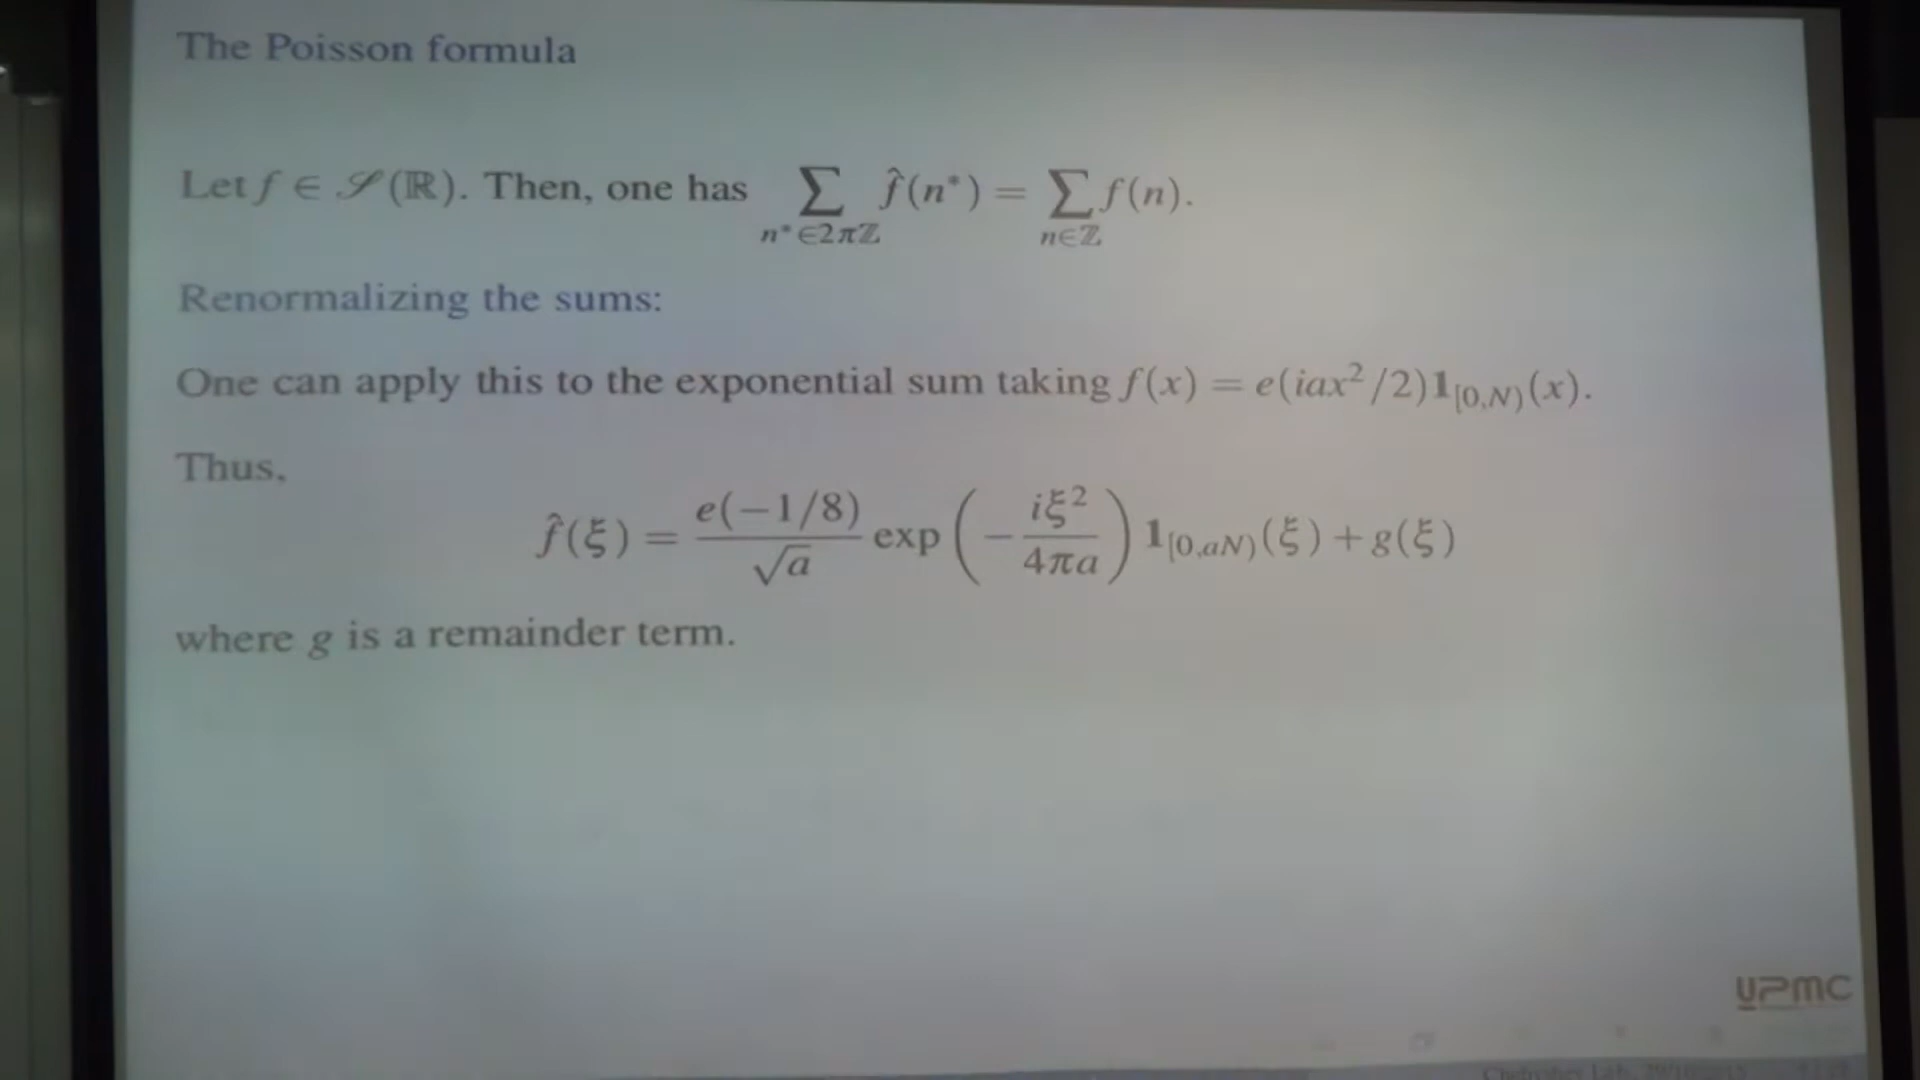 The Poisson formula
Let f ∈ 𝒮(ℝ). Then, one has ∑_{n*∈2πℤ} f̂(n*) = ∑_{n∈ℤ} f(n).
Renormalizing the sums:
One can apply this to the exponential sum taking f(x) = e(iax²/2)𝟏_{[0,N)}(x).
Thus,
f̂(ξ) = e(−1/8)/√a exp(−iξ²/4πa) 𝟏_{[0,aN)}(ξ) + g(ξ)
where g is a remainder term.
UPMC